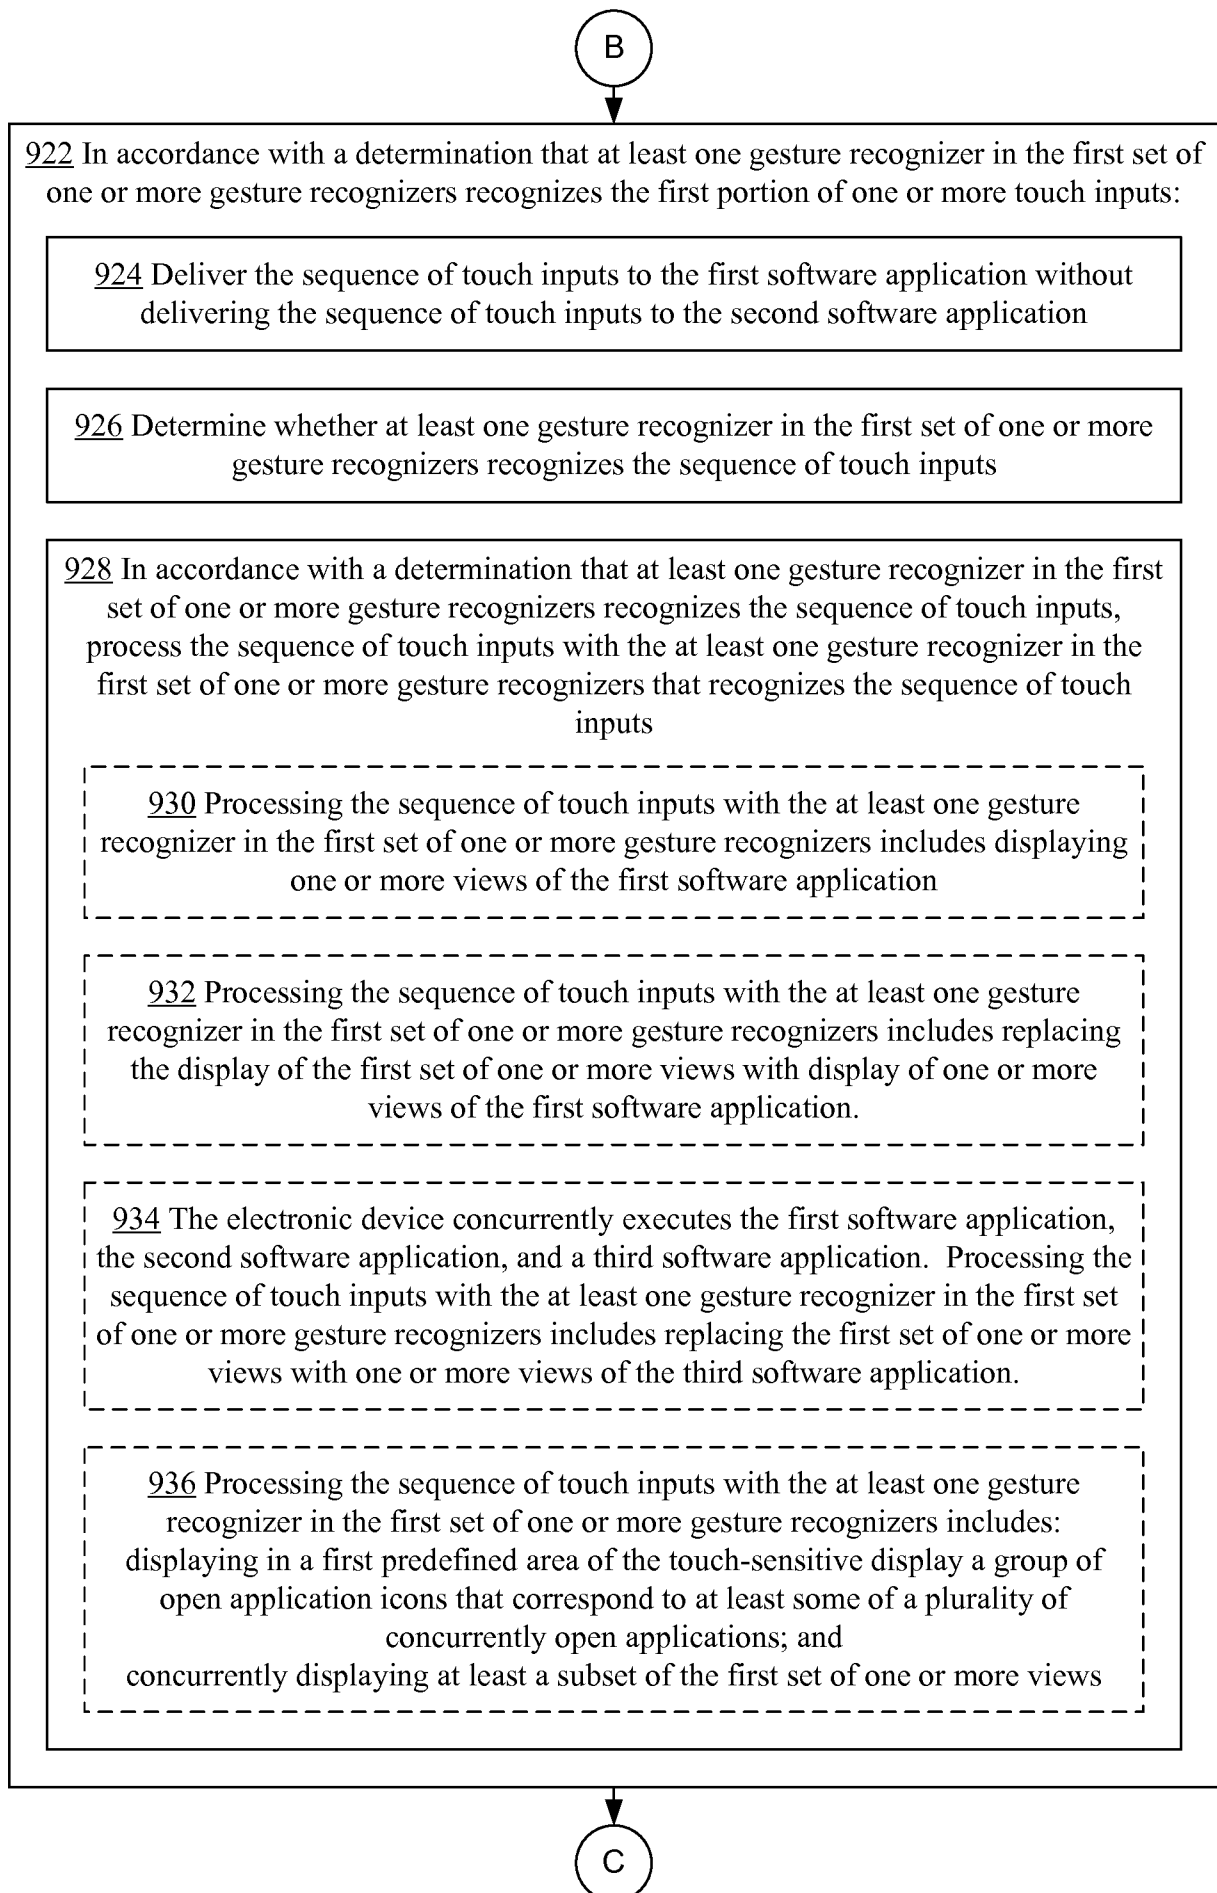 B
922 In accordance with a determination that at least one gesture recognizer in the first set of
one or more gesture recognizers recognizes the first portion of one or more touch inputs:
924 Deliver the sequence of touch inputs to the first software application without
delivering the sequence of touch inputs to the second software application
926 Determine whether at least one gesture recognizer in the first set of one or more
gesture recognizers recognizes the sequence of touch inputs
928 In accordance with a determination that at least one gesture recognizer in the first
set of one or more gesture recognizers recognizes the sequence of touch inputs,
process the sequence of touch inputs with the at least one gesture recognizer in the
first set of one or more gesture recognizers that recognizes the sequence of touch
inputs
930 Processing the sequence of touch inputs with the at least one gesture
recognizer in the first set of one or more gesture recognizers includes displaying
one or more views of the first software application
932 Processing the sequence of touch inputs with the at least one gesture
recognizer in the first set of one or more gesture recognizers includes replacing
the display of the first set of one or more views with display of one or more
views of the first software application.
934 The electronic device concurrently executes the first software application,
the second software application, and a third software application.  Processing the
sequence of touch inputs with the at least one gesture recognizer in the first set
of one or more gesture recognizers includes replacing the first set of one or more
views with one or more views of the third software application.
936 Processing the sequence of touch inputs with the at least one gesture
recognizer in the first set of one or more gesture recognizers includes:
displaying in a first predefined area of the touch-sensitive display a group of
open application icons that correspond to at least some of a plurality of
concurrently open applications; and
concurrently displaying at least a subset of the first set of one or more views
C